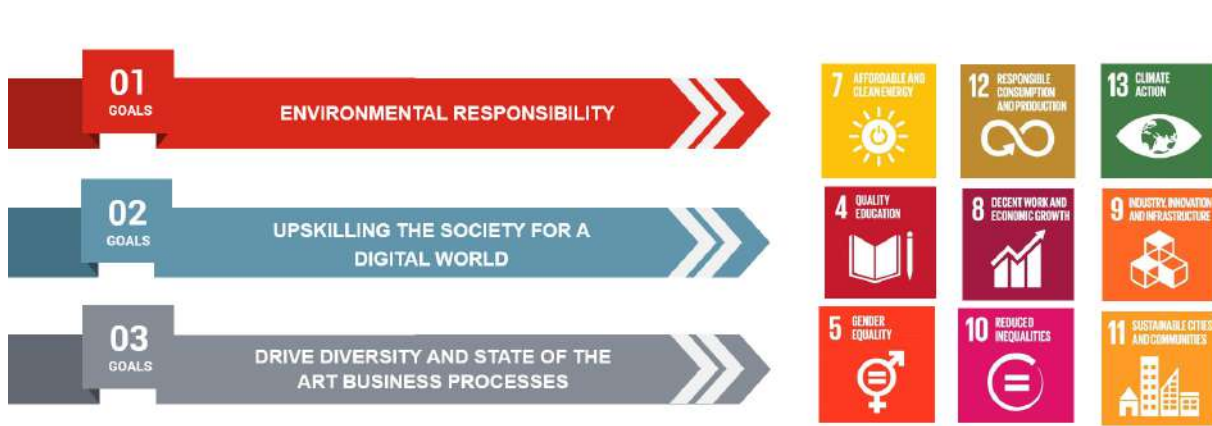 01
GOALS
ENVIRONMENTAL RESPONSIBILITY
7 AFFORDABLE AND
CLEAN ENERGY
12 RESPONSIBLE
CONSUMPTION
AND PRODUCTION
13 CLIMATE
ACTION
02
GOALS
UPSKILLING THE SOCIETY FOR A
DIGITAL WORLD
4 QUALITY
EDUCATION
8 DECENT WORK AND
ECONOMIC GROWTH
9 INDUSTRY, INNOVATION
AND INFRASTRUCTURE
03
GOALS
DRIVE DIVERSITY AND STATE OF THE
ART BUSINESS PROCESSES
5 GENDER
EQUALITY
10 REDUCED
INEQUALITIES
11 SUSTAINABLE CITIES
AND COMMUNITIES